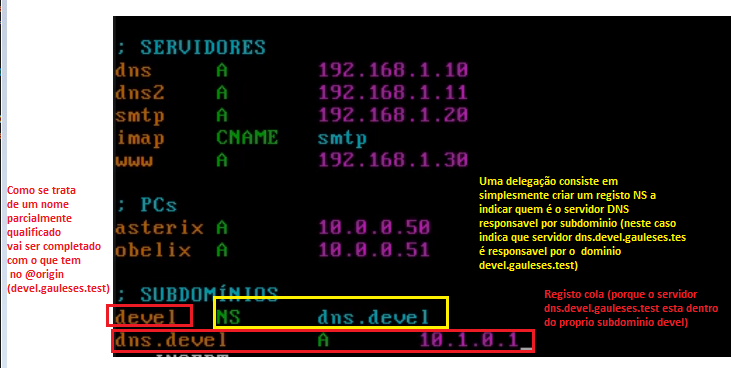 ; SERVIDORES
dns A 192.168.1.10
dns2 A 192.168.1.11
smtp A 192.168.1.20
imap CNAME smtp
www A 192.168.1.30
; PCs
asterix A 10.0.0.50
obelix A 10.0.0.51
; SUBDOMÍNIOS
devel NS dns.devel
dns.devel A 10.1.0.1_
INSERT
Como se trata
de um nome
parcialmente
qualificado
vai ser completado
com o que tem
no @origin
(devel.gauleses.test)
Uma delegação consiste em
simplesmente criar um registo NS a
indicar quem é o servidor DNS
responsavel por subdominio (neste caso
indica que servidor dns.devel.gauleses.tes
é responsavel por o dominio
devel.gauleses.test)
Registo cola (porque o servidor
dns.devel.gauleses.test esta dentro
do proprio subdominio devel)